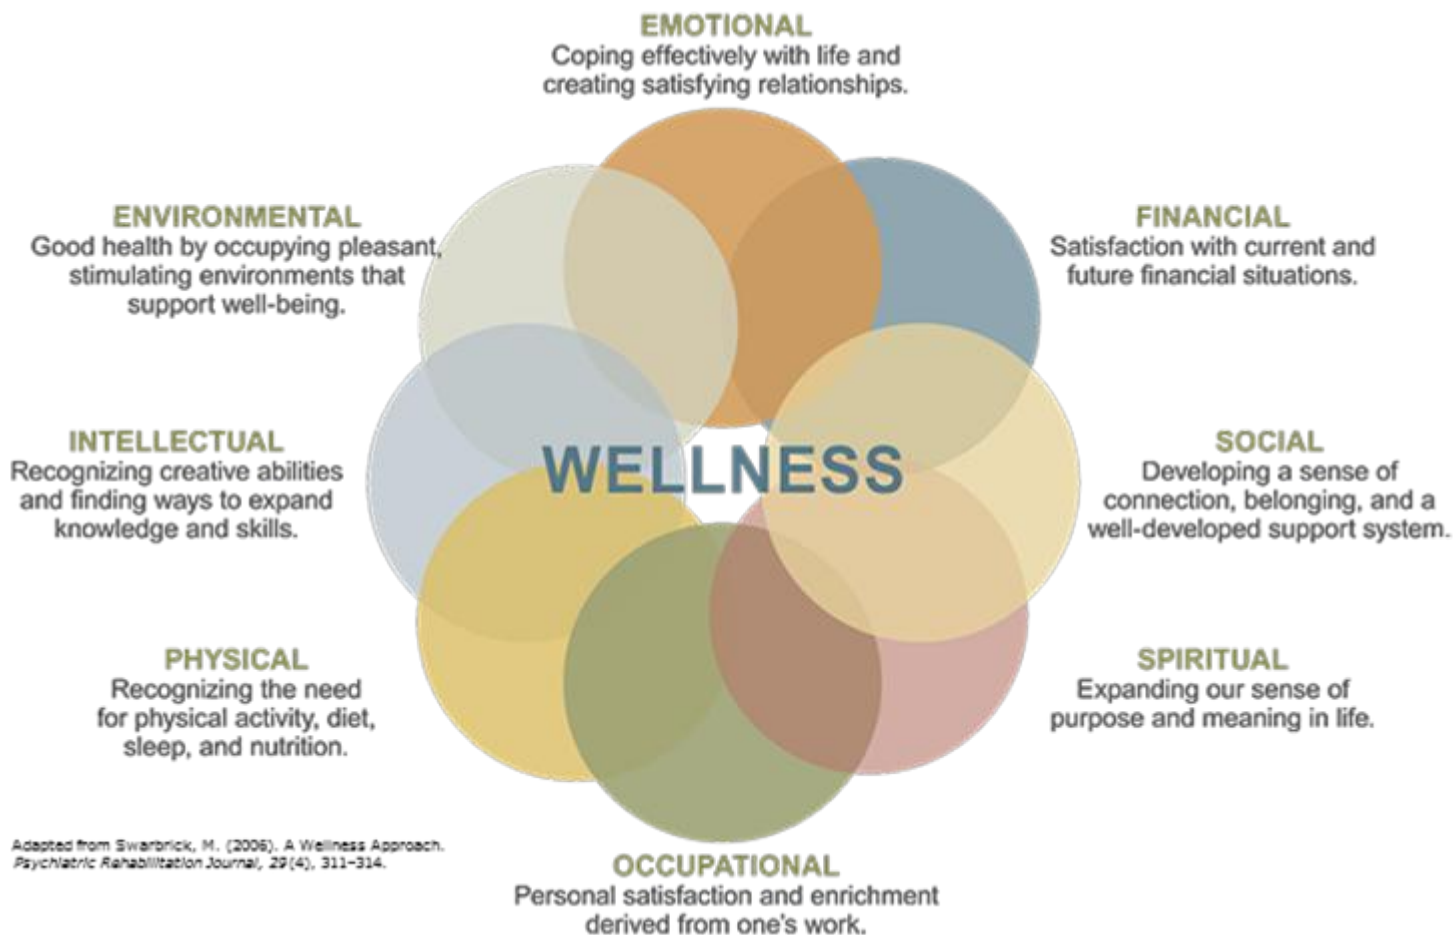 EMOTIONAL
Coping effectively with life and
creating satisfying relationships.
ENVIRONMENTAL
Good health by occupying pleasant,
stimulating environments that
support well-being.
FINANCIAL
Satisfaction with current and
future financial situations.
INTELLECTUAL
Recognizing creative abilities
and finding ways to expand
knowledge and skills.
WELLNESS
SOCIAL
Developing a sense of
connection, belonging, and a
well-developed support system.
PHYSICAL
Recognizing the need
for physical activity, diet,
sleep, and nutrition.
SPIRITUAL
Expanding our sense of
purpose and meaning in life.
Adapted from Swarbrick, M. (2006). A Wellness Approach.
Psychiatric Rehabilitation Journal, 29(4), 311–314.
OCCUPATIONAL
Personal satisfaction and enrichment
derived from one's work.